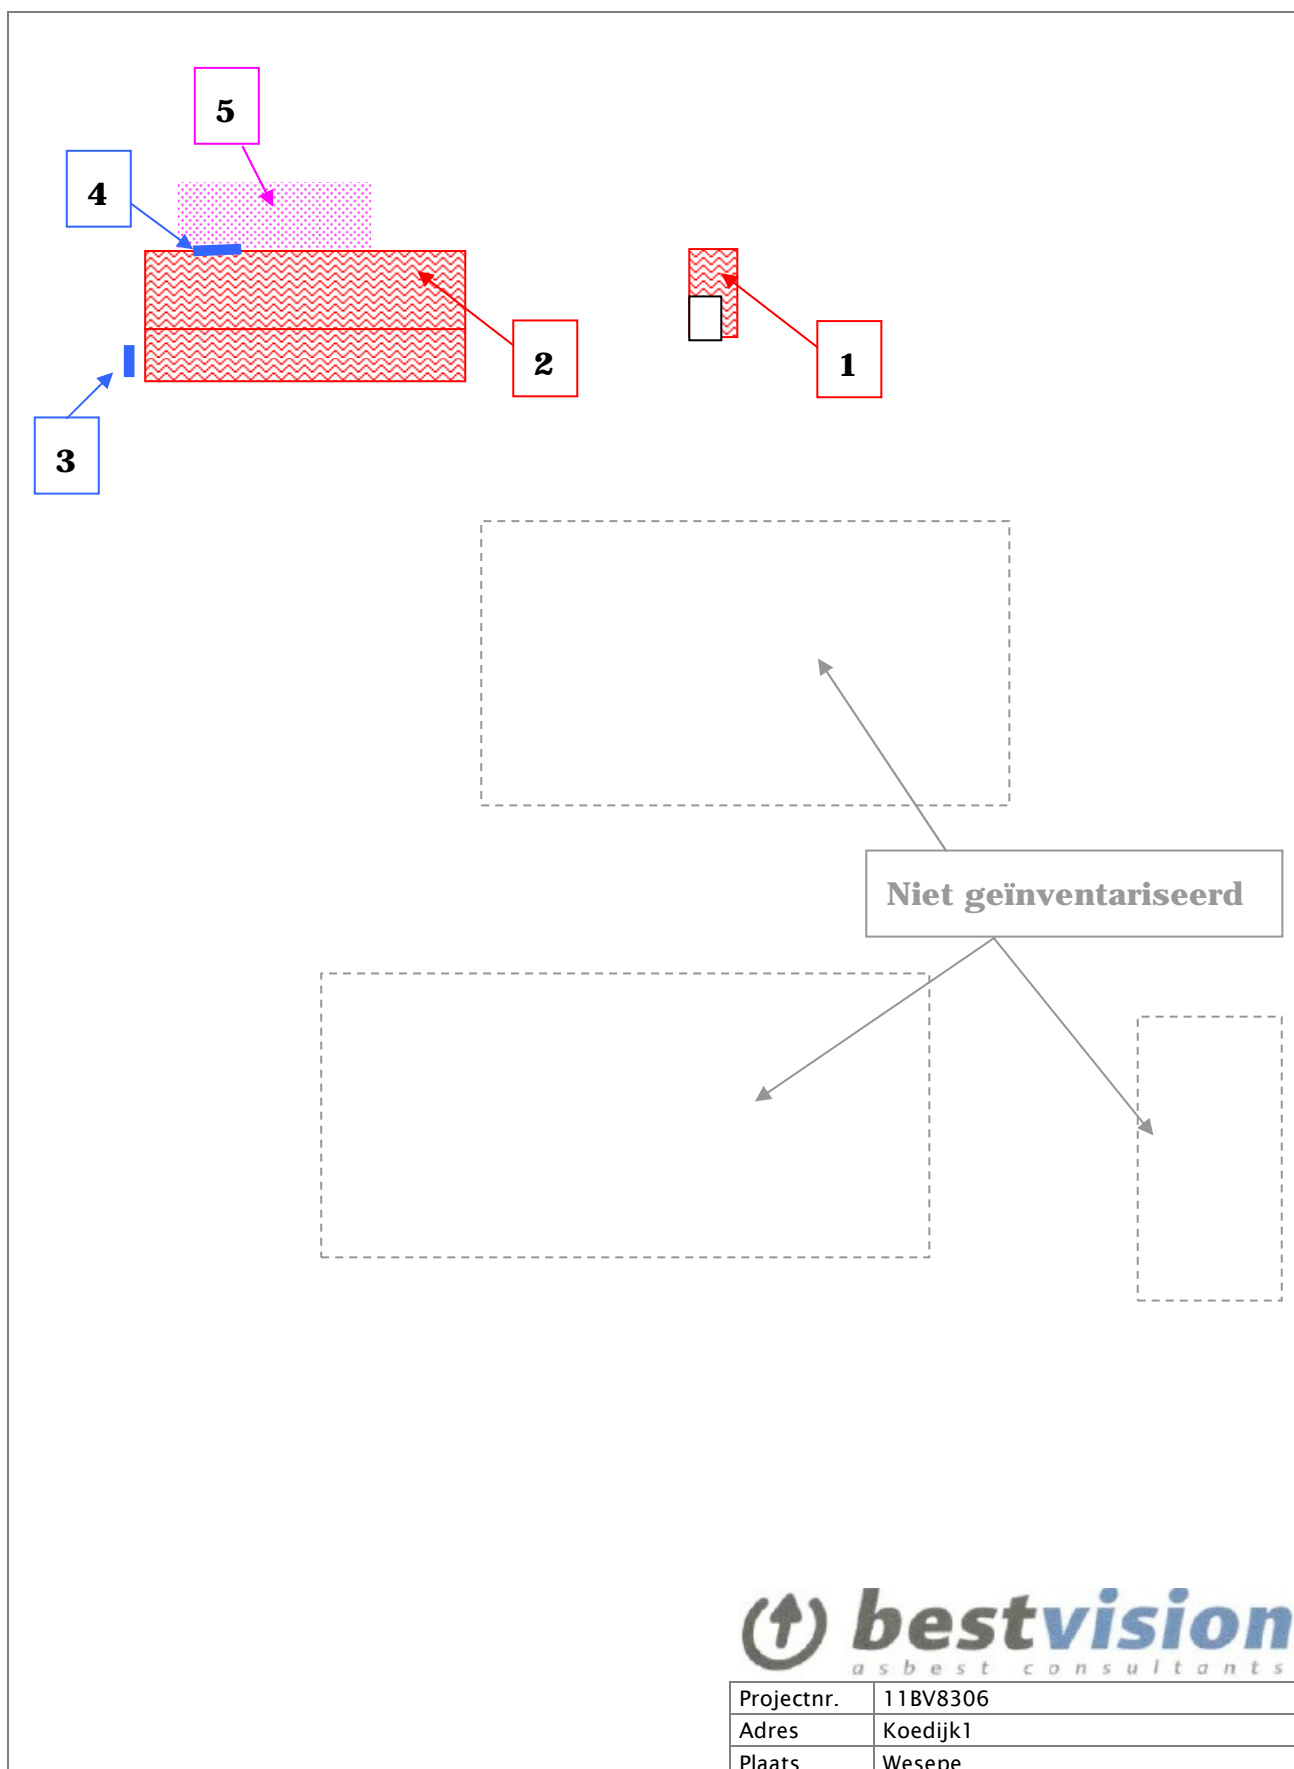 5
4
2
1
3
Niet geïnventariseerd
bestvision
asbest consultants
Projectnr. 11BV8306
Adres Koedijk1
Plaats Wesepe